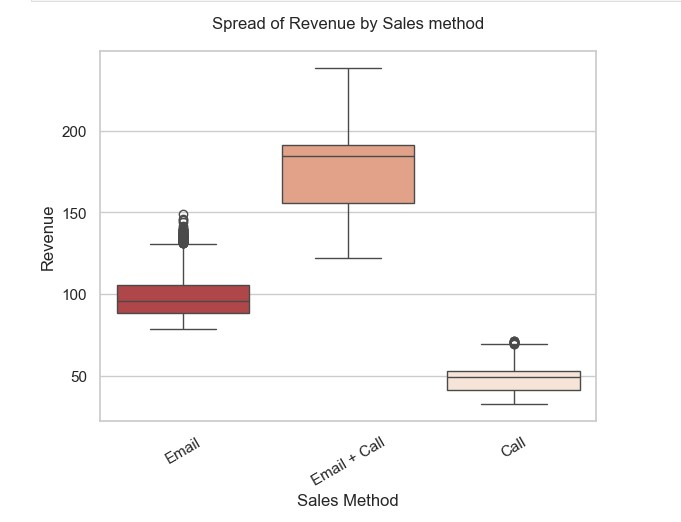 Spread of Revenue by Sales method
Revenue
200
150
100
50
Email
Email + Call
Call
Sales Method